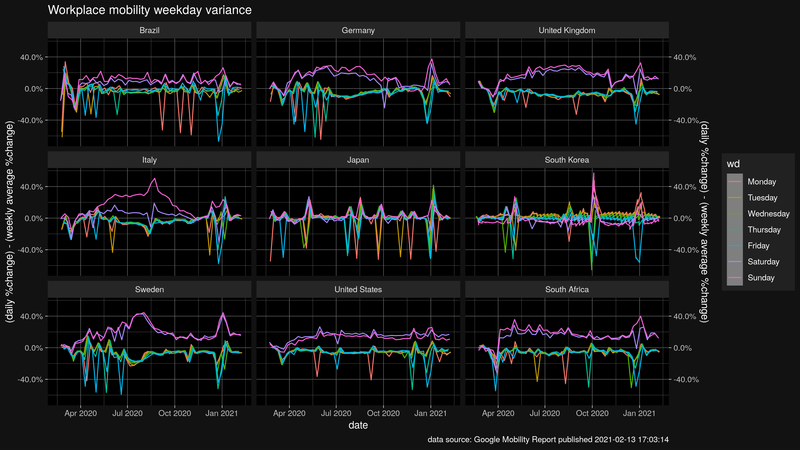 Workplace mobility weekday variance
Brazil
Germany
United Kingdom
40.0%
0.0%
-40.0%
40.0%
0.0%
-40.0%
Italy
Japan
South Korea
40.0%
0.0%
-40.0%
40.0%
0.0%
-40.0%
Sweden
United States
South Africa
40.0%
0.0%
-40.0%
40.0%
0.0%
-40.0%
(daily %change) - (weekly average %change)
(daily %change) - (weekly average %change)
Apr 2020 Jul 2020 Oct 2020 Jan 2021
Apr 2020 Jul 2020 Oct 2020 Jan 2021
Apr 2020 Jul 2020 Oct 2020 Jan 2021
date
wd
Monday
Tuesday
Wednesday
Thursday
Friday
Saturday
Sunday
data source: Google Mobility Report published 2021-02-13 17:03:14